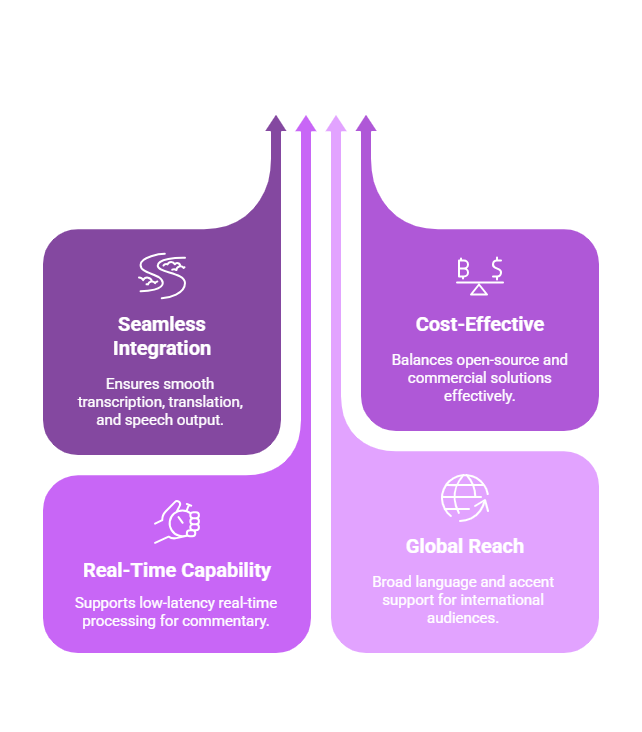 Seamless
Integration
Ensures smooth
transcription, translation,
and speech output.
Cost-Effective
Balances open-source and
commercial solutions
effectively.
Real-Time Capability
Supports low-latency real-time
processing for commentary.
Global Reach
Broad language and accent
support for international
audiences.